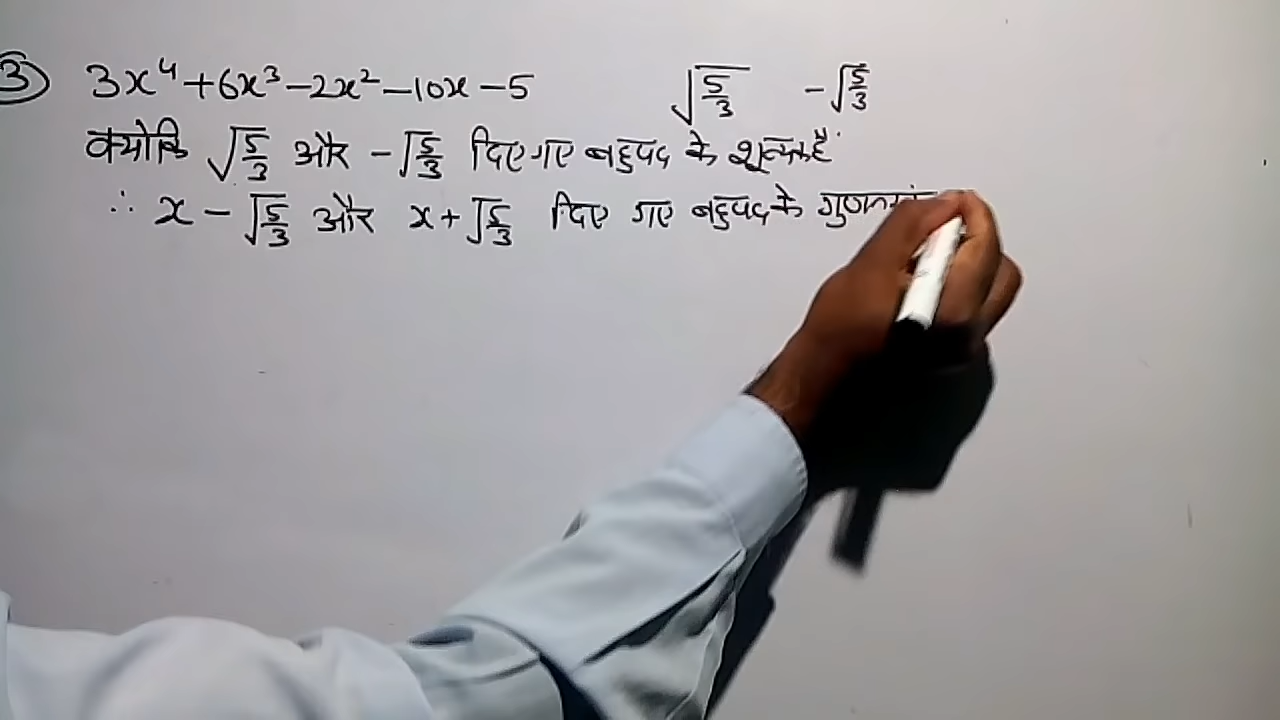 ③ 3x⁴+6x³-2x²-10x-5 √5/3 -√5/3
क्योकि √5/3 और -√5/3 दिए गए बहुपद के शून्यक है
∴ x-√5/3 और x+√5/3 दिए गए बहुपद के